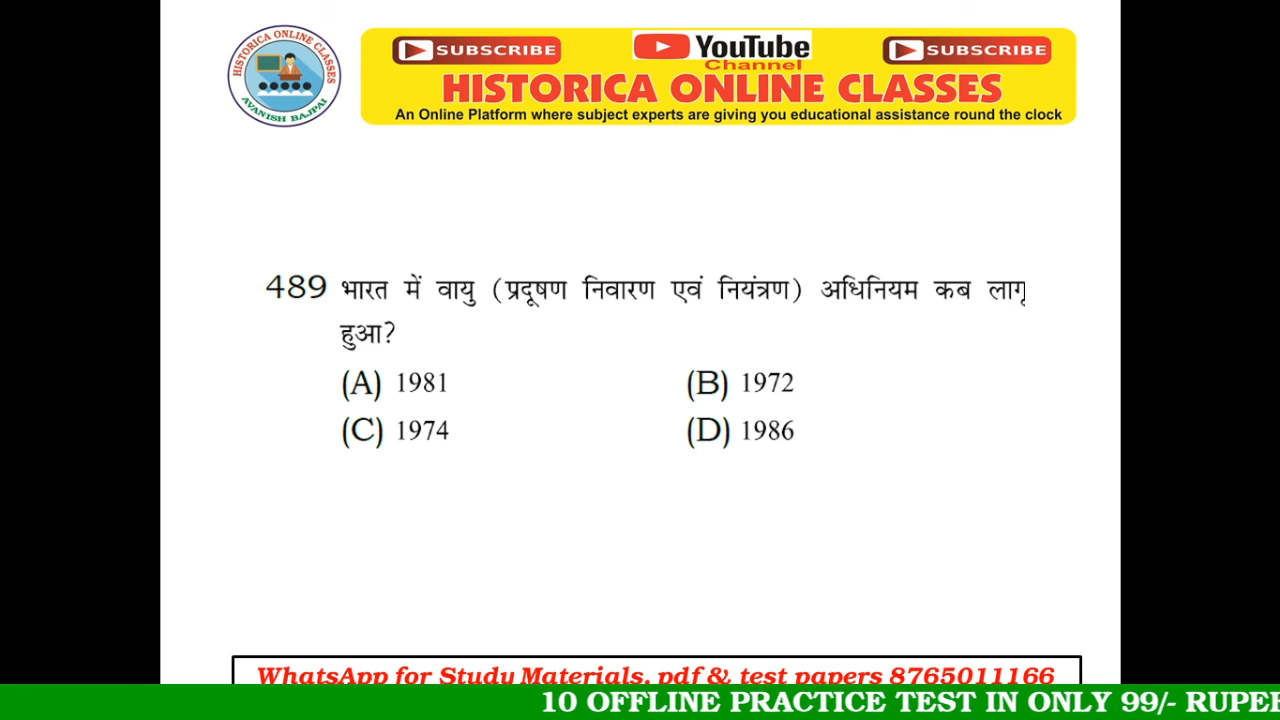 HISTORICA ONLINE CLASSES
AVANISH BAJPAI
SUBSCRIBE
YouTube
SUBSCRIBE
Channel
HISTORICA ONLINE CLASSES
An Online Platform where subject experts are giving you educational assistance round the clock
489 भारत में वायु (प्रदूषण निवारण एवं नियंत्रण) अधिनियम कब लागू
हुआ?
(A) 1981 (B) 1972
(C) 1974 (D) 1986
WhatsApp for Study Materials, pdf & test papers 8765011166
10 OFFLINE PRACTICE TEST IN ONLY 99/- RUPE